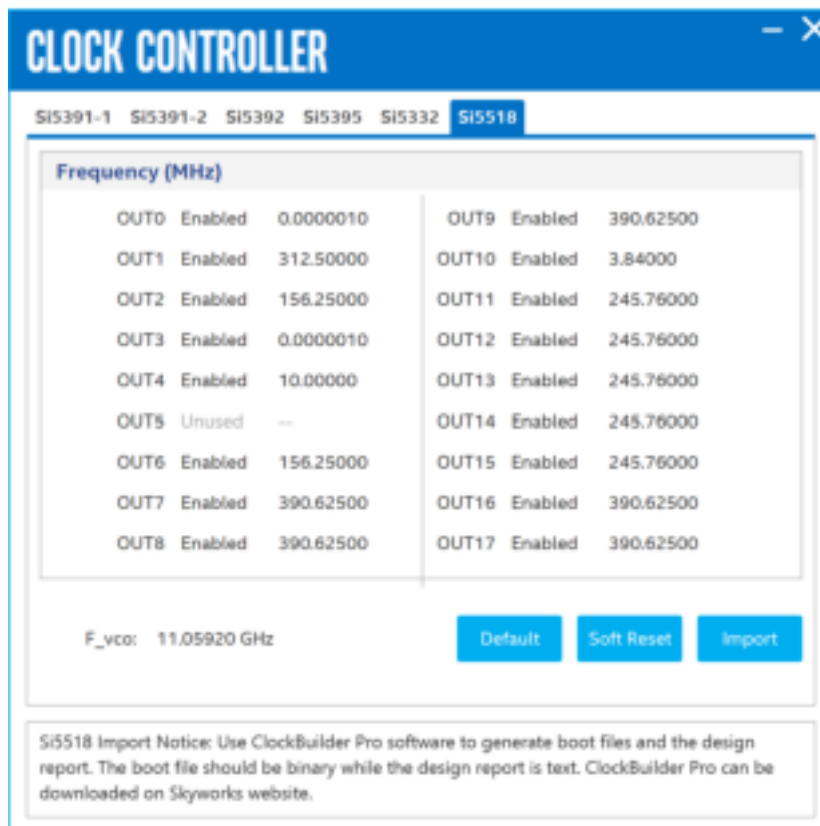 CLOCK CONTROLLER
Si5391-1 Si5391-2 Si5392 Si5395 Si5332 Si5518
Frequency (MHz)
OUT0 Enabled 0.0000010
OUT1 Enabled 312.50000
OUT2 Enabled 156.25000
OUT3 Enabled 0.0000010
OUT4 Enabled 10.00000
OUT5 Unused --
OUT6 Enabled 156.25000
OUT7 Enabled 390.62500
OUT8 Enabled 390.62500
OUT9 Enabled 390.62500
OUT10 Enabled 3.84000
OUT11 Enabled 245.76000
OUT12 Enabled 245.76000
OUT13 Enabled 245.76000
OUT14 Enabled 245.76000
OUT15 Enabled 245.76000
OUT16 Enabled 390.62500
OUT17 Enabled 390.62500
F_vco: 11.05920 GHz
Default Soft Reset Import
Si5518 Import Notice: Use ClockBuilder Pro software to generate boot files and the design
report. The boot file should be binary while the design report is text. ClockBuilder Pro can be
downloaded on Skyworks website.